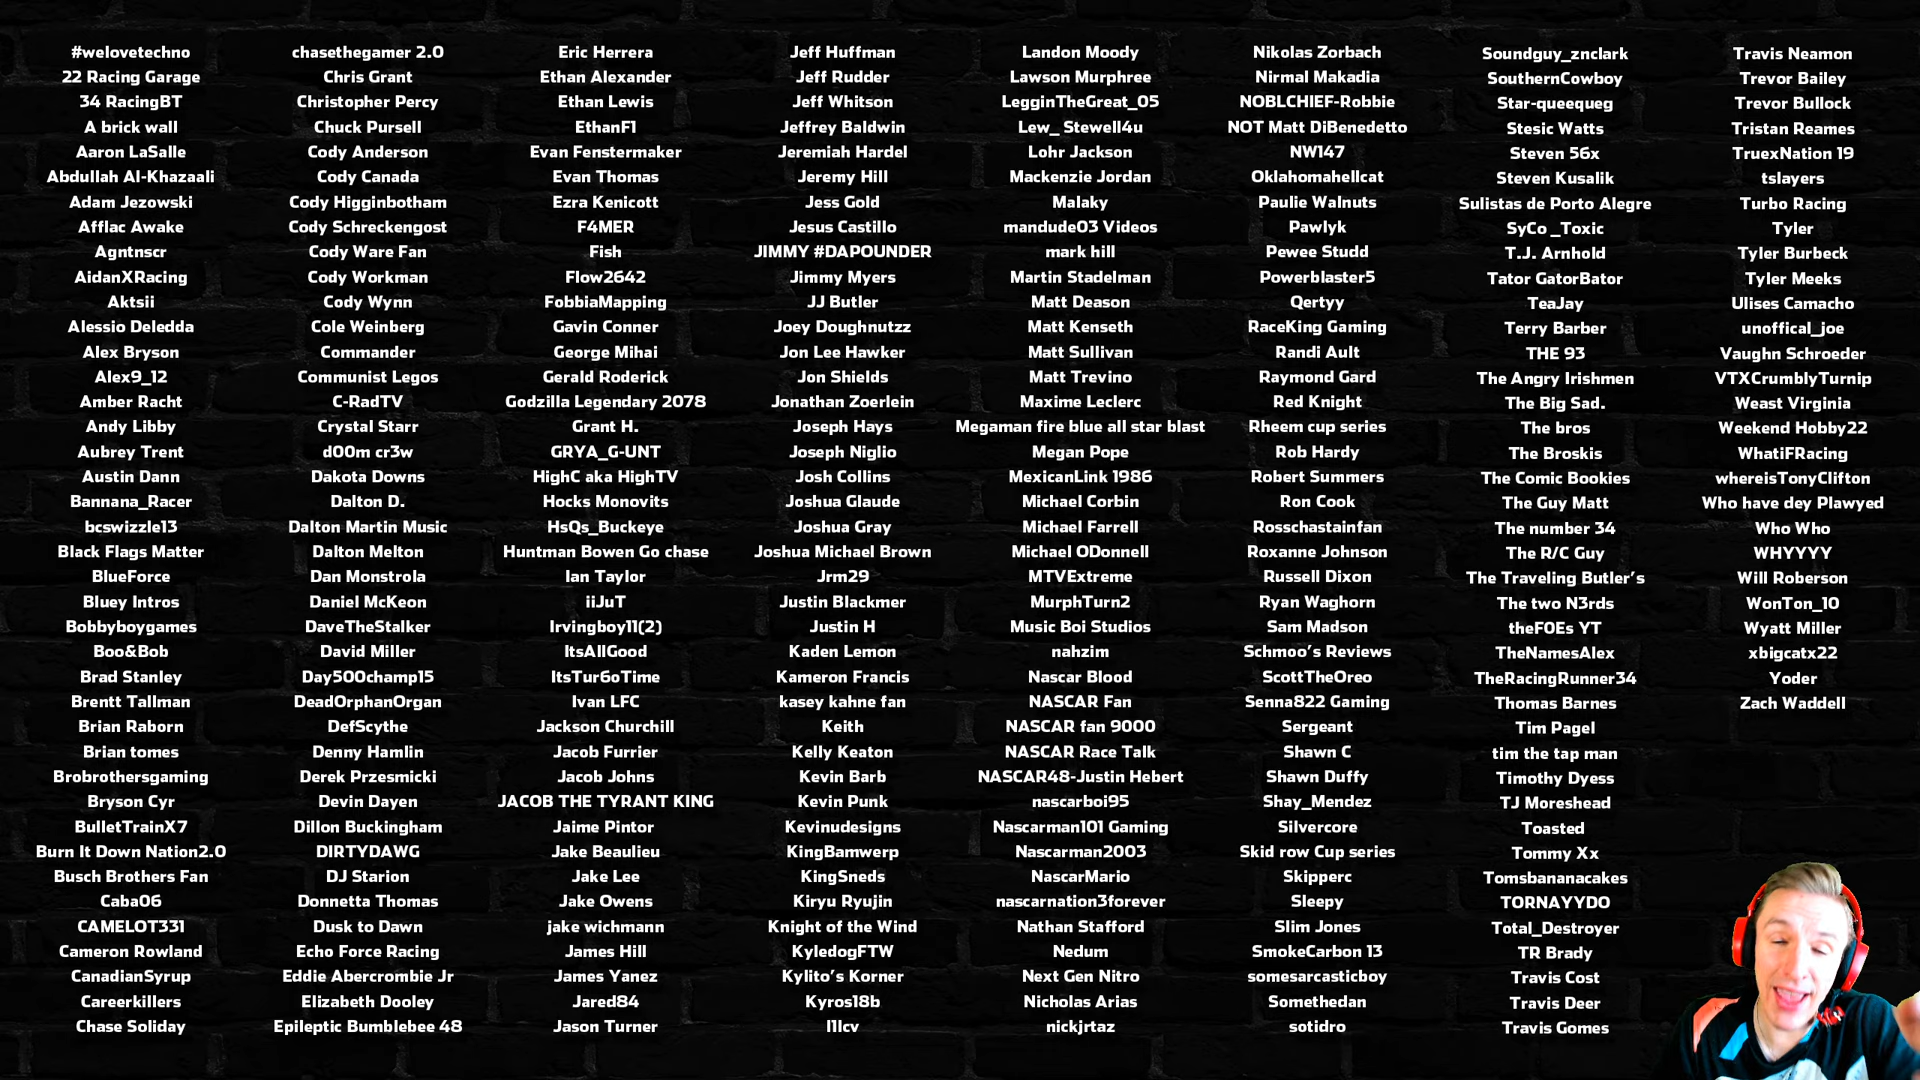 #welovetechno
22 Racing Garage
34 RacingBT
A brick wall
Aaron LaSalle
Abdullah Al-Khazaali
Adam Jezowski
Afflac Awake
Agntnscr
AidanXRacing
Aktsii
Alessio Deledda
Alex Bryson
Alex9_12
Amber Racht
Andy Libby
Aubrey Trent
Austin Dann
Bannana_Racer
bcswizzle13
Black Flags Matter
BlueForce
Bluey Intros
Bobbyboygames
Boo&Bob
Brad Stanley
Brentt Tallman
Brian Raborn
Brian tomes
Brobrothersgaming
Bryson Cyr
BulletTrainX7
Burn It Down Nation2.0
Busch Brothers Fan
Caba06
CAMELOT331
Cameron Rowland
CanadianSyrup
Careerkillers
Chase Soliday
chasethegamer 2.0
Chris Grant
Christopher Percy
Chuck Pursell
Cody Anderson
Cody Canada
Cody Higginbotham
Cody Schreckengost
Cody Ware Fan
Cody Workman
Cody Wynn
Cole Weinberg
Commander
Communist Legos
C-RadTV
Crystal Starr
d00m cr3w
Dakota Downs
Dalton D.
Dalton Martin Music
Dalton Melton
Dan Monstrola
Daniel McKeon
DaveTheStalker
David Miller
Day500champ15
DeadOrphanOrgan
DefScythe
Denny Hamlin
Derek Przesmicki
Devin Dayen
Dillon Buckingham
DIRTYDAWG
DJ Starion
Donnetta Thomas
Dusk to Dawn
Echo Force Racing
Eddie Abercrombie Jr
Elizabeth Dooley
Epileptic Bumblebee 48
Eric Herrera
Ethan Alexander
Ethan Lewis
EthanF1
Evan Fenstermaker
Evan Thomas
Ezra Kenicott
F4MER
Fish
Flow2642
FobbiaMapping
Gavin Conner
George Mihai
Gerald Roderick
Godzilla Legendary 2078
Grant H.
GRYA_G-UNT
HighC aka HighTV
Hocks Monovits
HsQs_Buckeye
Huntman Bowen Go chase
Ian Taylor
iiJuT
Irvingboy11(2)
ItsAllGood
ItsTur6oTime
Ivan LFC
Jackson Churchill
Jacob Furrier
Jacob Johns
JACOB THE TYRANT KING
Jaime Pintor
Jake Beaulieu
Jake Lee
Jake Owens
jake wichmann
James Hill
James Yanez
Jared84
Jason Turner
Jeff Huffman
Jeff Rudder
Jeff Whitson
Jeffrey Baldwin
Jeremiah Hardel
Jeremy Hill
Jess Gold
Jesus Castillo
JIMMY #DAPOUNDER
Jimmy Myers
JJ Butler
Joey Doughnutzz
Jon Lee Hawker
Jon Shields
Jonathan Zoerlein
Joseph Hays
Joseph Niglio
Josh Collins
Joshua Glaude
Joshua Gray
Joshua Michael Brown
Jrm29
Justin Blackmer
Justin H
Kaden Lemon
Kameron Francis
kasey kahne fan
Keith
Kelly Keaton
Kevin Barb
Kevin Punk
Kevinudesigns
KingBamwerp
KingSneds
Kiryu Ryujin
Knight of the Wind
KyledogFTW
Kylito's Korner
Kyros18b
l1lcv
Landon Moody
Lawson Murphree
LegginTheGreat_05
Lew_ Stewell4u
Lohr Jackson
Mackenzie Jordan
Malaky
mandude03 Videos
mark hill
Martin Stadelman
Matt Deason
Matt Kenseth
Matt Sullivan
Matt Trevino
Maxime Leclerc
Megaman fire blue all star blast
Megan Pope
MexicanLink 1986
Michael Corbin
Michael Farrell
Michael ODonnell
MTVExtreme
MurphTurn2
Music Boi Studios
nahzim
Nascar Blood
NASCAR Fan
NASCAR fan 9000
NASCAR Race Talk
NASCAR48-Justin Hebert
nascarboi95
Nascarman101 Gaming
Nascarman2003
NascarMario
nascarnation3forever
Nathan Stafford
Nedum
Next Gen Nitro
Nicholas Arias
nickjrtaz
Nikolas Zorbach
Nirmal Makadia
NOBLCHIEF-Robbie
NOT Matt DiBenedetto
NW147
Oklahomahellcat
Paulie Walnuts
Pawlyk
Pewee Studd
Powerblaster5
Qertyy
RaceKing Gaming
Randi Ault
Raymond Gard
Red Knight
Rheem cup series
Rob Hardy
Robert Summers
Ron Cook
Rosschastainfan
Roxanne Johnson
Russell Dixon
Ryan Waghorn
Sam Madson
Schmoo's Reviews
ScottTheOreo
Senna822 Gaming
Sergeant
Shawn C
Shawn Duffy
Shay_Mendez
Silvercore
Skid row Cup series
Skipperc
Sleepy
Slim Jones
SmokeCarbon 13
somesarcasticboy
Somethedan
sotidro
Soundguy_znclark
SouthernCowboy
Star-queequeg
Stesic Watts
Steven 56x
Steven Kusalik
Sulistas de Porto Alegre
SyCo _Toxic
T.J. Arnhold
Tator GatorBator
TeaJay
Terry Barber
THE 93
The Angry Irishmen
The Big Sad.
The bros
The Broskis
The Comic Bookies
The Guy Matt
The number 34
The R/C Guy
The Traveling Butler's
The two N3rds
theF0Es YT
TheNamesAlex
TheRacingRunner34
Thomas Barnes
Tim Pagel
tim the tap man
Timothy Dyess
TJ Moreshead
Toasted
Tommy Xx
Tomsbananacakes
TORNAYYDO
Total_Destroyer
TR Brady
Travis Cost
Travis Deer
Travis Gomes
Travis Neamon
Trevor Bailey
Trevor Bullock
Tristan Reames
TruexNation 19
tslayers
Turbo Racing
Tyler
Tyler Burbeck
Tyler Meeks
Ulises Camacho
unoffical_joe
Vaughn Schroeder
VTXCrumblyTurnip
Weast Virginia
Weekend Hobby22
WhatiFRacing
whereisTonyClifton
Who have dey Plawyed
Who Who
WHYYYY
Will Roberson
WonTon_10
Wyatt Miller
xbigcatx22
Yoder
Zach Waddell